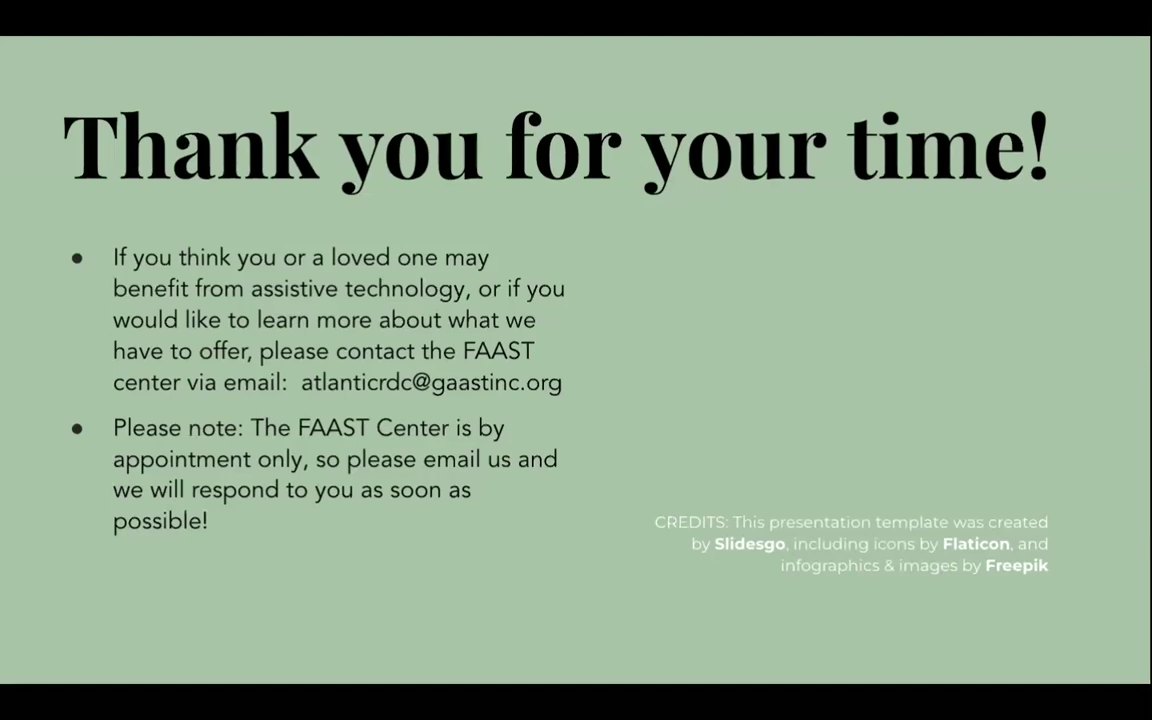 Thank you for your time!
● If you think you or a loved one may
benefit from assistive technology, or if you
would like to learn more about what we
have to offer, please contact the FAAST
center via email:  atlanticrdc@gaastinc.org
● Please note: The FAAST Center is by
appointment only, so please email us and
we will respond to you as soon as
possible!
CREDITS: This presentation template was created
by Slidesgo, including icons by Flaticon, and
infographics & images by Freepik